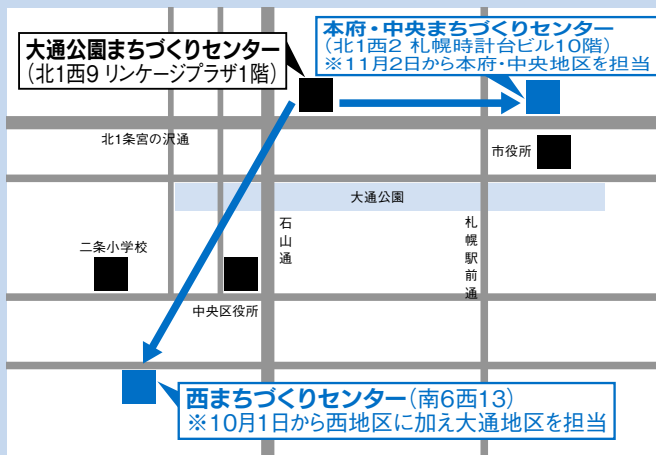 大通公園まちづくりセンター
(北1西9 リンケージプラザ1階)
本府・中央まちづくりセンター
(北1西2 札幌時計台ビル10階)
※11月2日から本府・中央地区を担当
北1条宮の沢通
市役所
大通公園
石山通
札幌駅前通
二条小学校
中央区役所
西まちづくりセンター(南6西13)
※10月1日から西地区に加え大通地区を担当